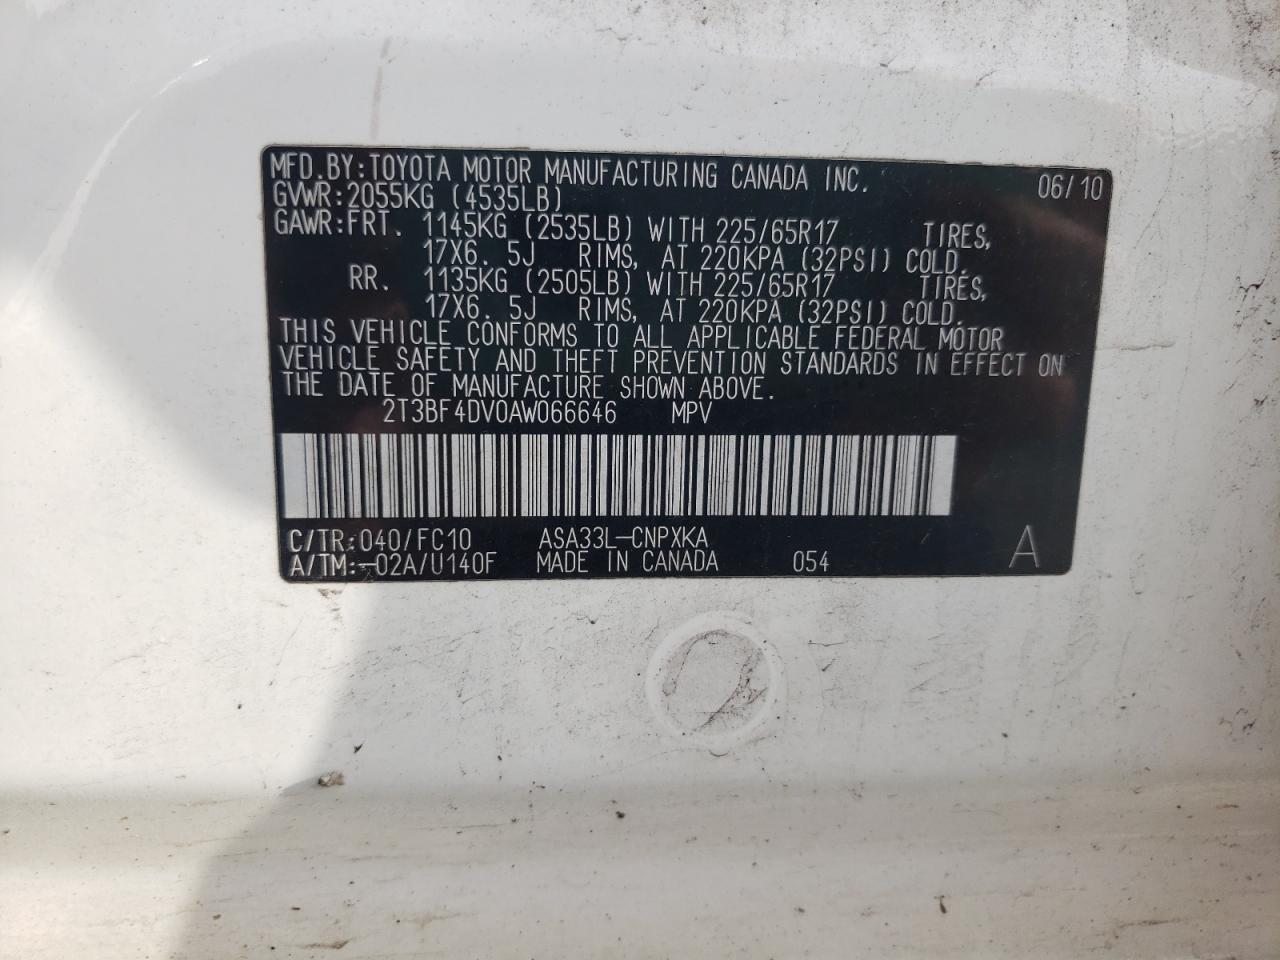 MFD.BY:TOYOTA MOTOR MANUFACTURING CANADA INC. 06/10
GVWR:2055KG (4535LB)
GAWR:FRT. 1145KG (2535LB) WITH 225/65R17 TIRES,
17X6. 5J RIMS, AT 220KPA (32PSI) COLD.
RR. 1135KG (2505LB) WITH 225/65R17 TIRES,
17X6. 5J RIMS, AT 220KPA (32PSI) COLD.
THIS VEHICLE CONFORMS TO ALL APPLICABLE FEDERAL MOTOR
VEHICLE SAFETY AND THEFT PREVENTION STANDARDS IN EFFECT ON
THE DATE OF MANUFACTURE SHOWN ABOVE.
2T3BF4DV0AW066646 MPV
C/TR:040/FC10 ASA33L-CNPXKA
A/TM:-02A/U140F MADE IN CANADA 054 A